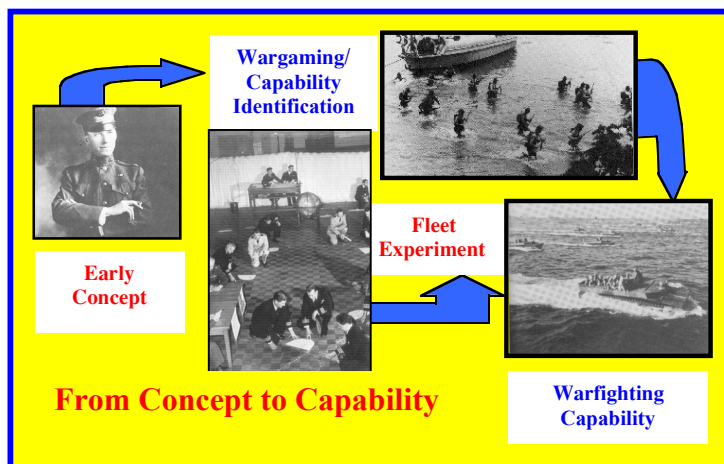 Wargaming/
Capability
Identification
Early
Concept
Fleet
Experiment
Warfighting
Capability
From Concept to Capability